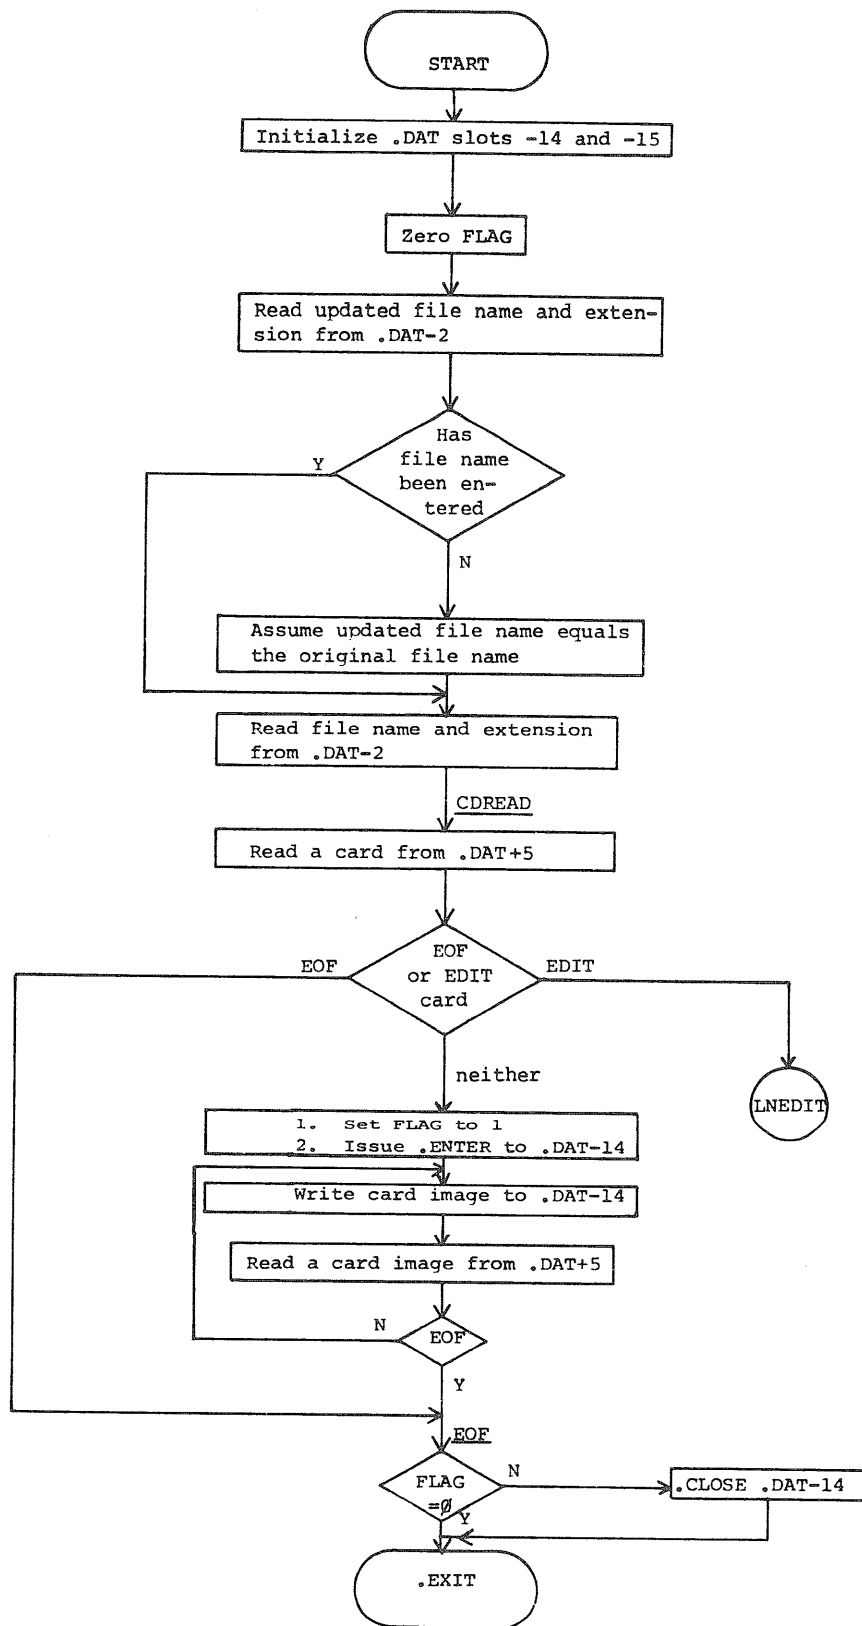 START
Initialize .DAT slots -14 and -15
Zero FLAG
Read updated file name and exten-
sion from .DAT-2
Has
file name
been en-
tered
Y
N
Assume updated file name equals
the original file name
Read file name and extension
from .DAT-2
CDREAD
Read a card from .DAT+5
EOF
EOF
or EDIT
card
EDIT
neither
LNEDIT
1. Set FLAG to 1
2. Issue .ENTER to .DAT-14
Write card image to .DAT-14
Read a card image from .DAT+5
N
EOF
Y
EOF
FLAG
=Ø
N
Y
.CLOSE .DAT-14
.EXIT